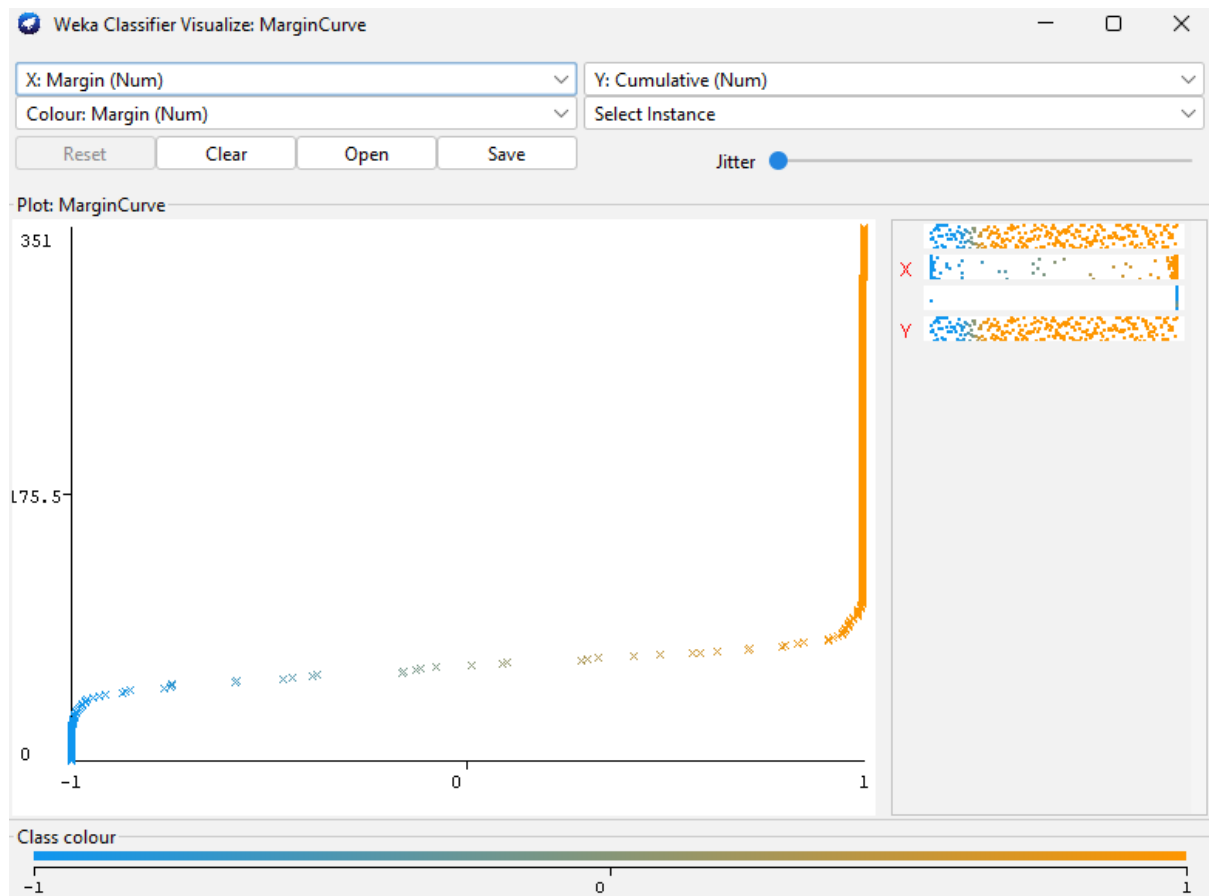 Weka Classifier Visualize: MarginCurve
X: Margin (Num)
Y: Cumulative (Num)
Colour: Margin (Num)
Select Instance
Reset
Clear
Open
Save
Jitter
Plot: MarginCurve
351
175.5
0
-1
0
1
X
Y
Class colour
-1
0
1